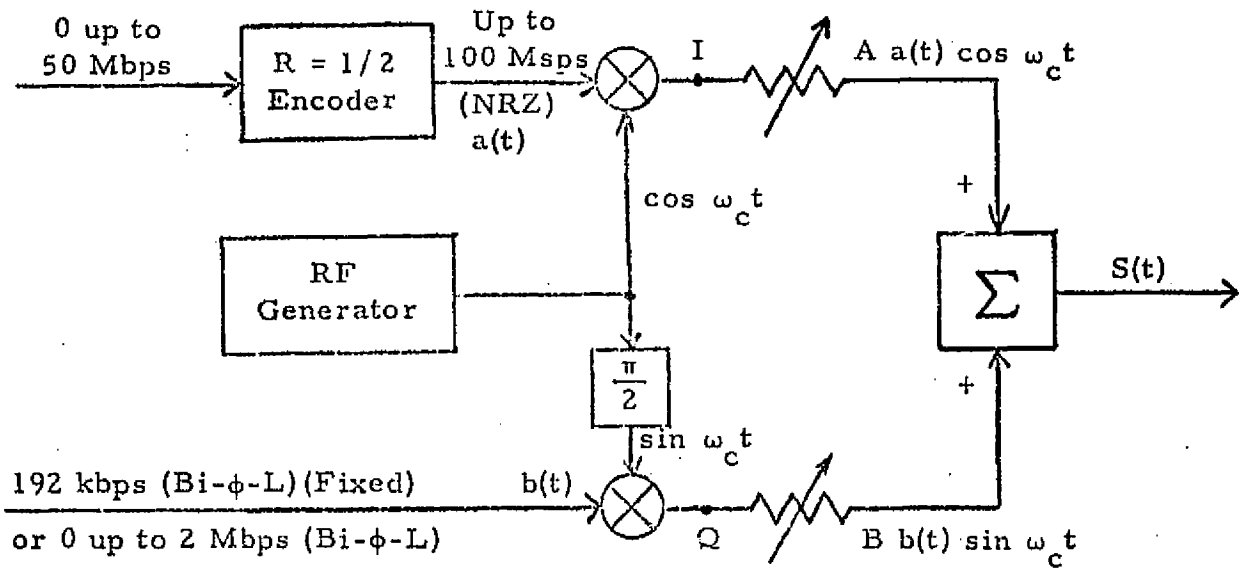 0 up to
50 Mbps
R = 1/2
Encoder
Up to
100 Msps
(NRZ)
a(t)
I
A a(t) cos ω_c t
cos ω_c t
+
RF
Generator
Σ
S(t)
π
2
+
sin ω_c t
192 kbps (Bi-ϕ-L)(Fixed)
or 0 up to 2 Mbps (Bi-ϕ-L)
b(t)
Q
B b(t) sin ω_c t